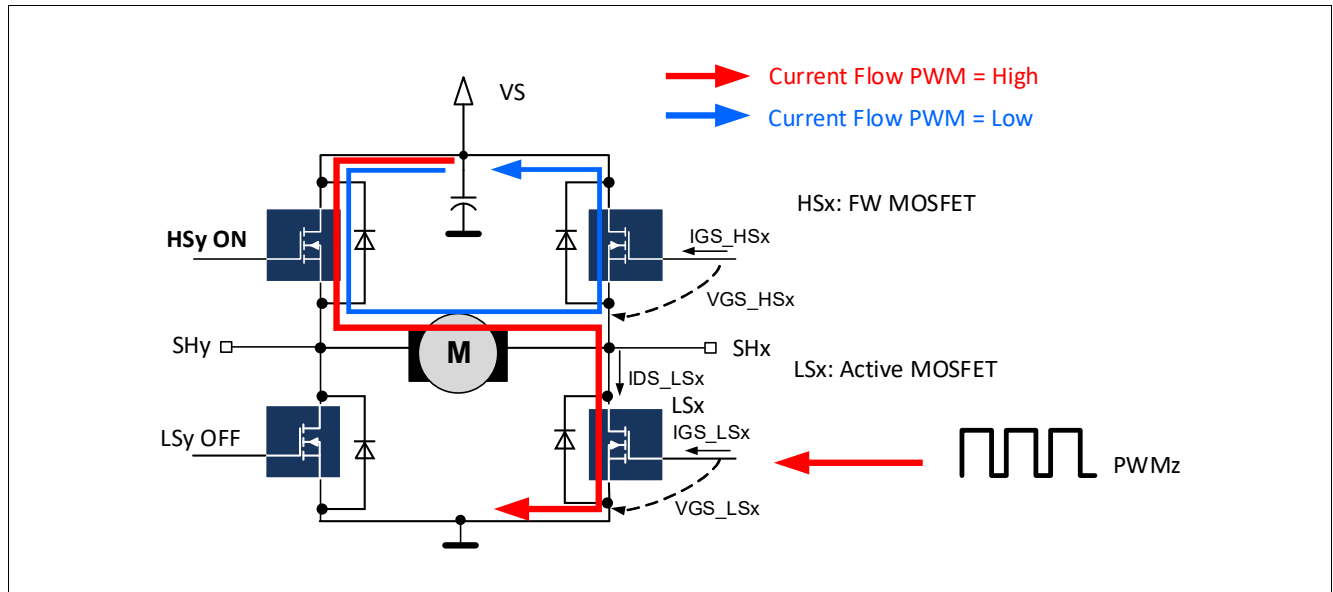 Current Flow PWM = High
VS
Current Flow PWM = Low
HSx: FW MOSFET
HSy ON
IGS_HSx
VGS_HSx
SHy
M
SHx
LSx: Active MOSFET
IDS_LSx
LSx
LSy OFF
IGS_LSx
PWMz
VGS_LSx